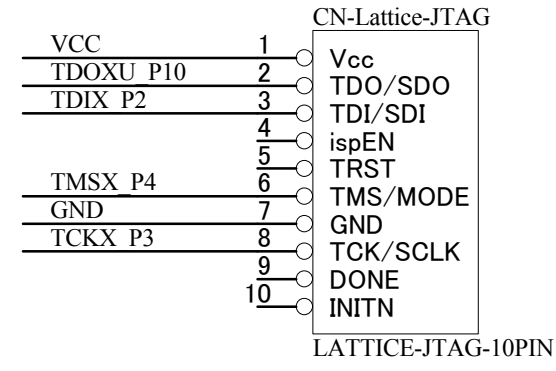 CN-Lattice-JTAG
VCC 1 Vcc
TDOXU_P10 2 TDO/SDO
TDIX_P2 3 TDI/SDI
4 ispEN
5 TRST
TMSX_P4 6 TMS/MODE
GND 7 GND
TCKX_P3 8 TCK/SCLK
9 DONE
10 INITN
LATTICE-JTAG-10PIN